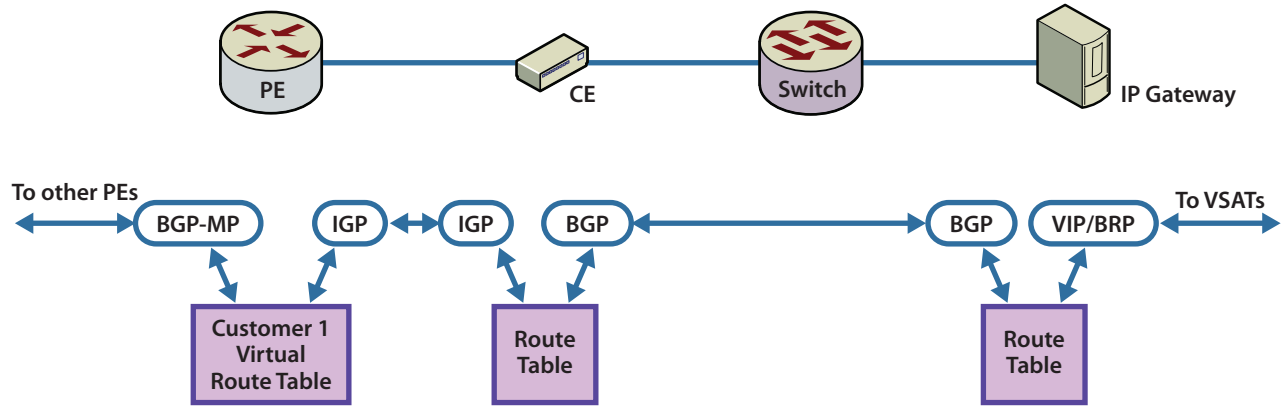 PE
CE
Switch
IP Gateway
To other PEs
BGP-MP
IGP
IGP
BGP
BGP
VIP/BRP
To VSATs
Customer 1
Virtual
Route Table
Route
Table
Route
Table